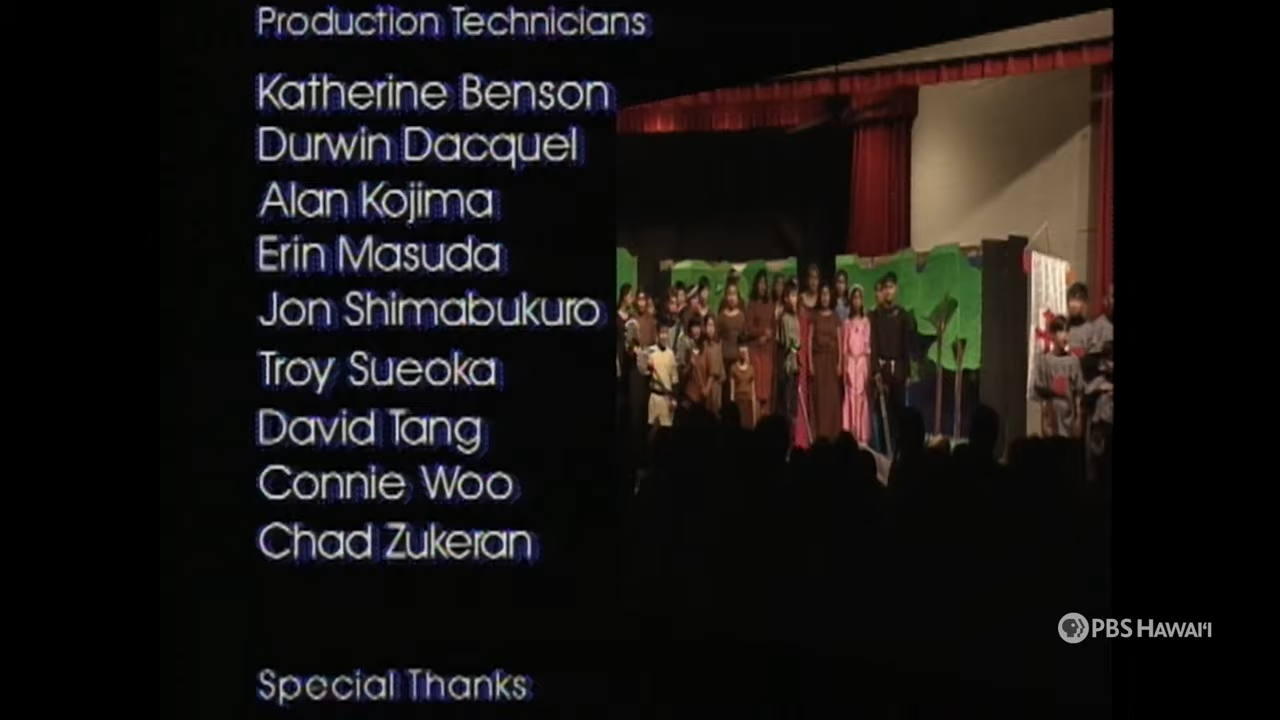 Production Technicians
Katherine Benson
Durwin Dacquel
Alan Kojima
Erin Masuda
Jon Shimabukuro
Troy Sueoka
David Tang
Connie Woo
Chad Zukeran
PBS HAWAIʻI
Special Thanks